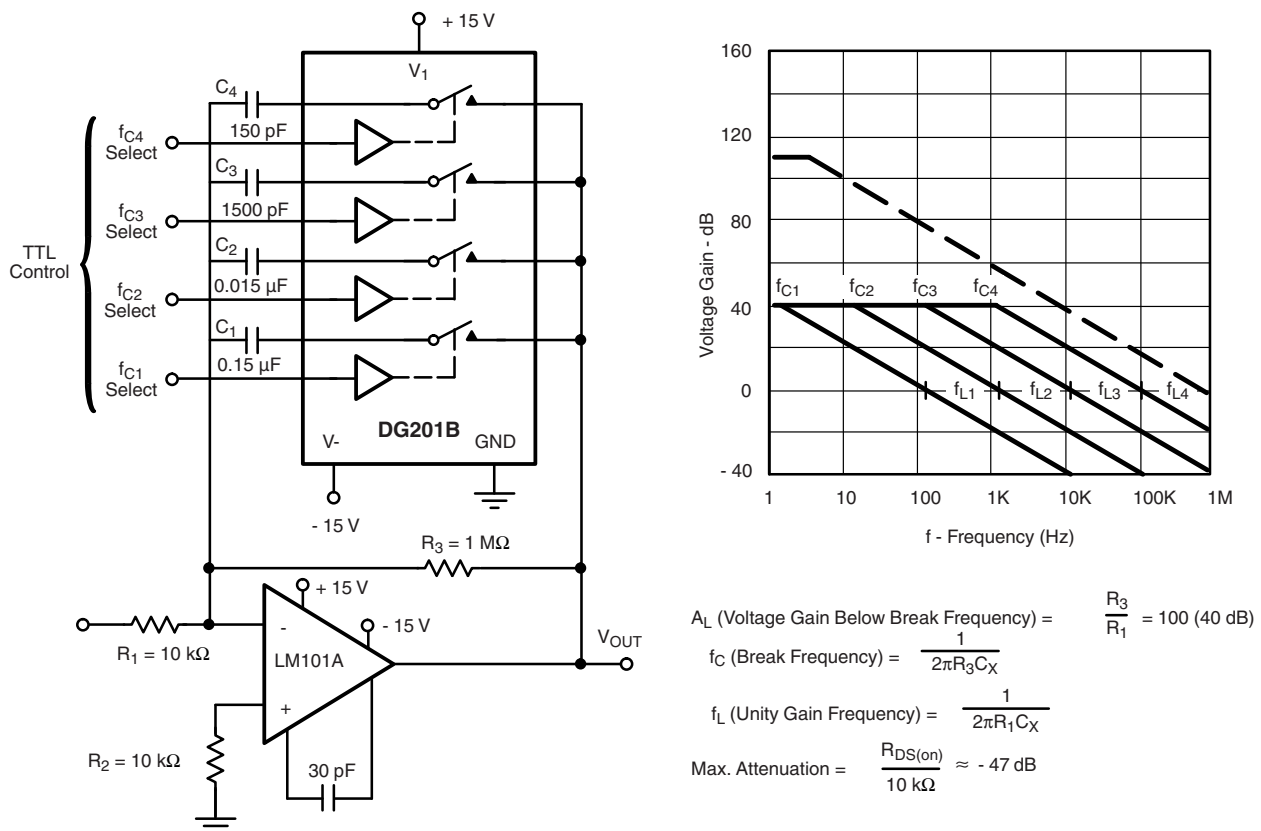 + 15 V
V1
C4
150 pF
fC4
Select
C3
1500 pF
fC3
Select
TTL
Control
C2
0.015 µF
fC2
Select
C1
0.15 µF
fC1
Select
DG201B
V-
GND
- 15 V
R3 = 1 MΩ
+ 15 V
- 15 V
-
LM101A
+
VOUT
R1 = 10 kΩ
R2 = 10 kΩ
30 pF
160
120
80
40
0
- 40
Voltage Gain - dB
fC1 fC2 fC3 fC4
fL1 fL2 fL3 fL4
1 10 100 1K 10K 100K 1M
f - Frequency (Hz)
AL (Voltage Gain Below Break Frequency) = R3/R1 = 100 (40 dB)
fC (Break Frequency) = 1/2πR3CX
fL (Unity Gain Frequency) = 1/2πR1CX
Max. Attenuation = RDS(on)/10 kΩ ≈ - 47 dB